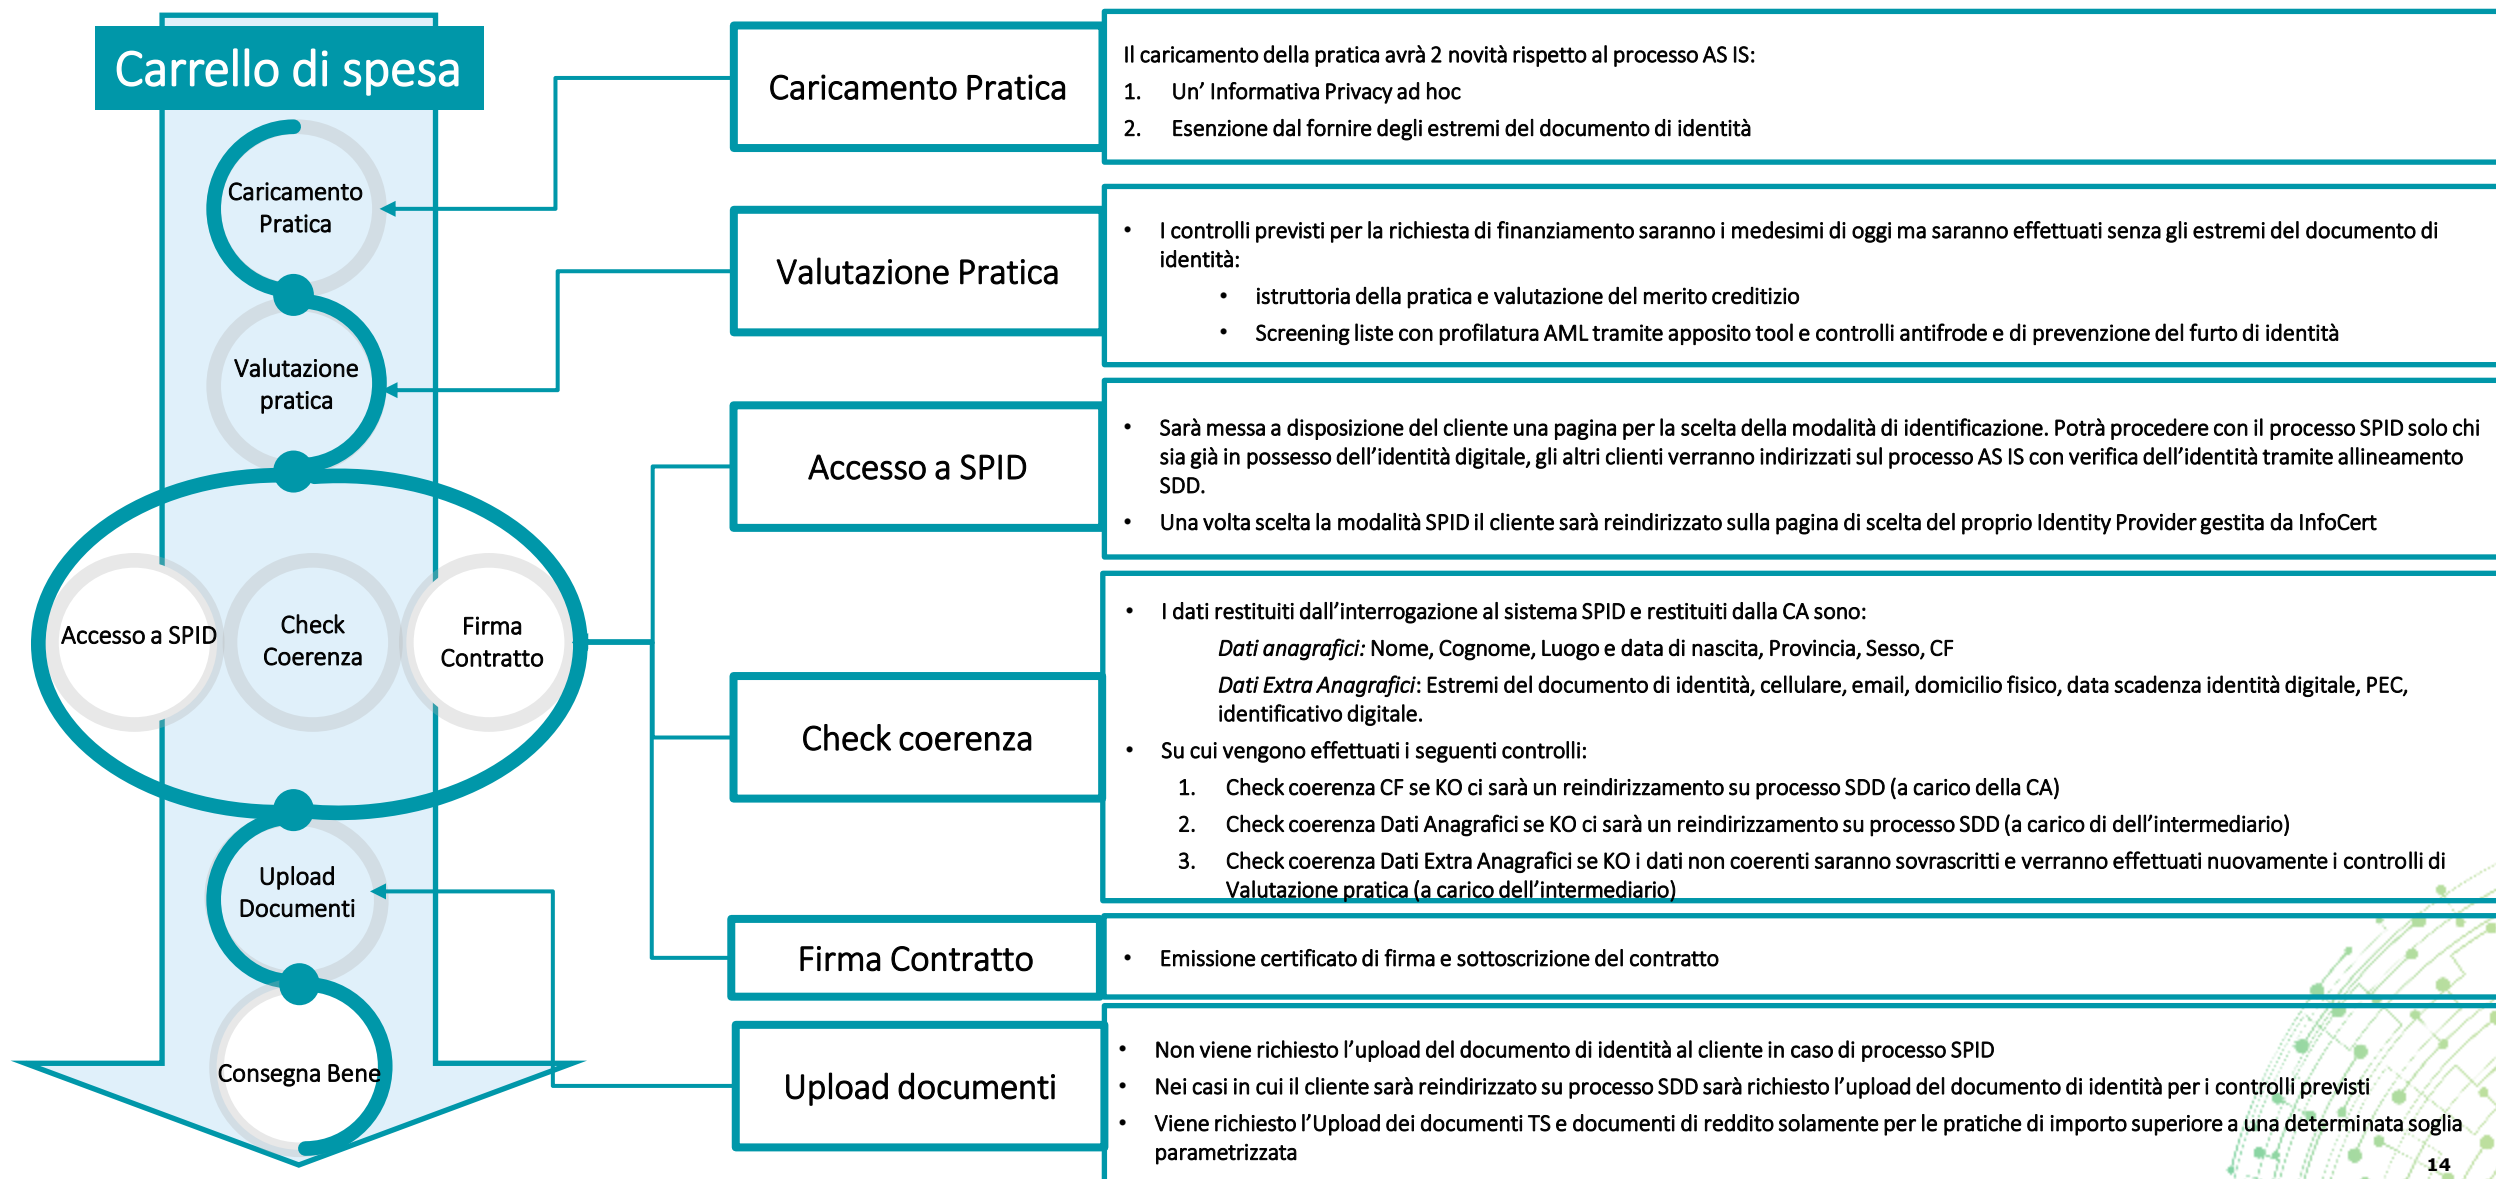 Carrello di spesa
Caricamento
Pratica
Valutazione
pratica
Accesso a SPID
Check
Coerenza
Firma
Contratto
Upload
Documenti
Consegna Bene
Caricamento Pratica
Il caricamento della pratica avrà 2 novità rispetto al processo AS IS:
1. Un' Informativa Privacy ad hoc
2. Esenzione dal fornire degli estremi del documento di identità
Valutazione Pratica
• I controlli previsti per la richiesta di finanziamento saranno i medesimi di oggi ma saranno effettuati senza gli estremi del documento di
identità:
• istruttoria della pratica e valutazione del merito creditizio
• Screening liste con profilatura AML tramite apposito tool e controlli antifrode e di prevenzione del furto di identità
Accesso a SPID
• Sarà messa a disposizione del cliente una pagina per la scelta della modalità di identificazione. Potrà procedere con il processo SPID solo chi
sia già in possesso dell'identità digitale, gli altri clienti verranno indirizzati sul processo AS IS con verifica dell'identità tramite allineamento
SDD.
• Una volta scelta la modalità SPID il cliente sarà reindirizzato sulla pagina di scelta del proprio Identity Provider gestita da InfoCert
Check coerenza
• I dati restituiti dall'interrogazione al sistema SPID e restituiti dalla CA sono:
Dati anagrafici: Nome, Cognome, Luogo e data di nascita, Provincia, Sesso, CF
Dati Extra Anagrafici: Estremi del documento di identità, cellulare, email, domicilio fisico, data scadenza identità digitale, PEC,
identificativo digitale.
• Su cui vengono effettuati i seguenti controlli:
1. Check coerenza CF se KO ci sarà un reindirizzamento su processo SDD (a carico della CA)
2. Check coerenza Dati Anagrafici se KO ci sarà un reindirizzamento su processo SDD (a carico di dell'intermediario)
3. Check coerenza Dati Extra Anagrafici se KO i dati non coerenti saranno sovrascritti e verranno effettuati nuovamente i controlli di
Valutazione pratica (a carico dell'intermediario)
Firma Contratto
• Emissione certificato di firma e sottoscrizione del contratto
Upload documenti
• Non viene richiesto l'upload del documento di identità al cliente in caso di processo SPID
• Nei casi in cui il cliente sarà reindirizzato su processo SDD sarà richiesto l'upload del documento di identità per i controlli previsti
• Viene richiesto l'Upload dei documenti TS e documenti di reddito solamente per le pratiche di importo superiore a una determinata soglia
parametrizzata
14